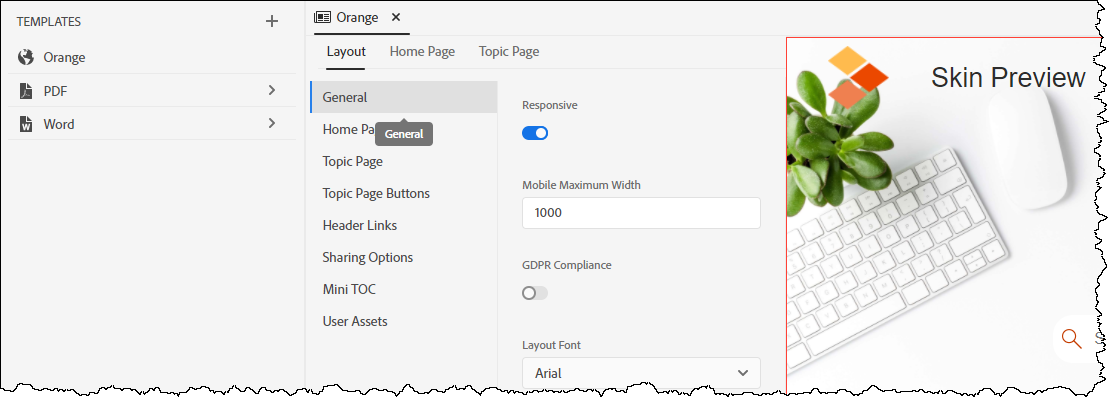 TEMPLATES
Orange
PDF
Word
Orange
Layout
Home Page
Topic Page
General
Home Pa
General
Topic Page
Topic Page Buttons
Header Links
Sharing Options
Mini TOC
User Assets
Responsive
Mobile Maximum Width
1000
GDPR Compliance
Layout Font
Arial
Skin Preview